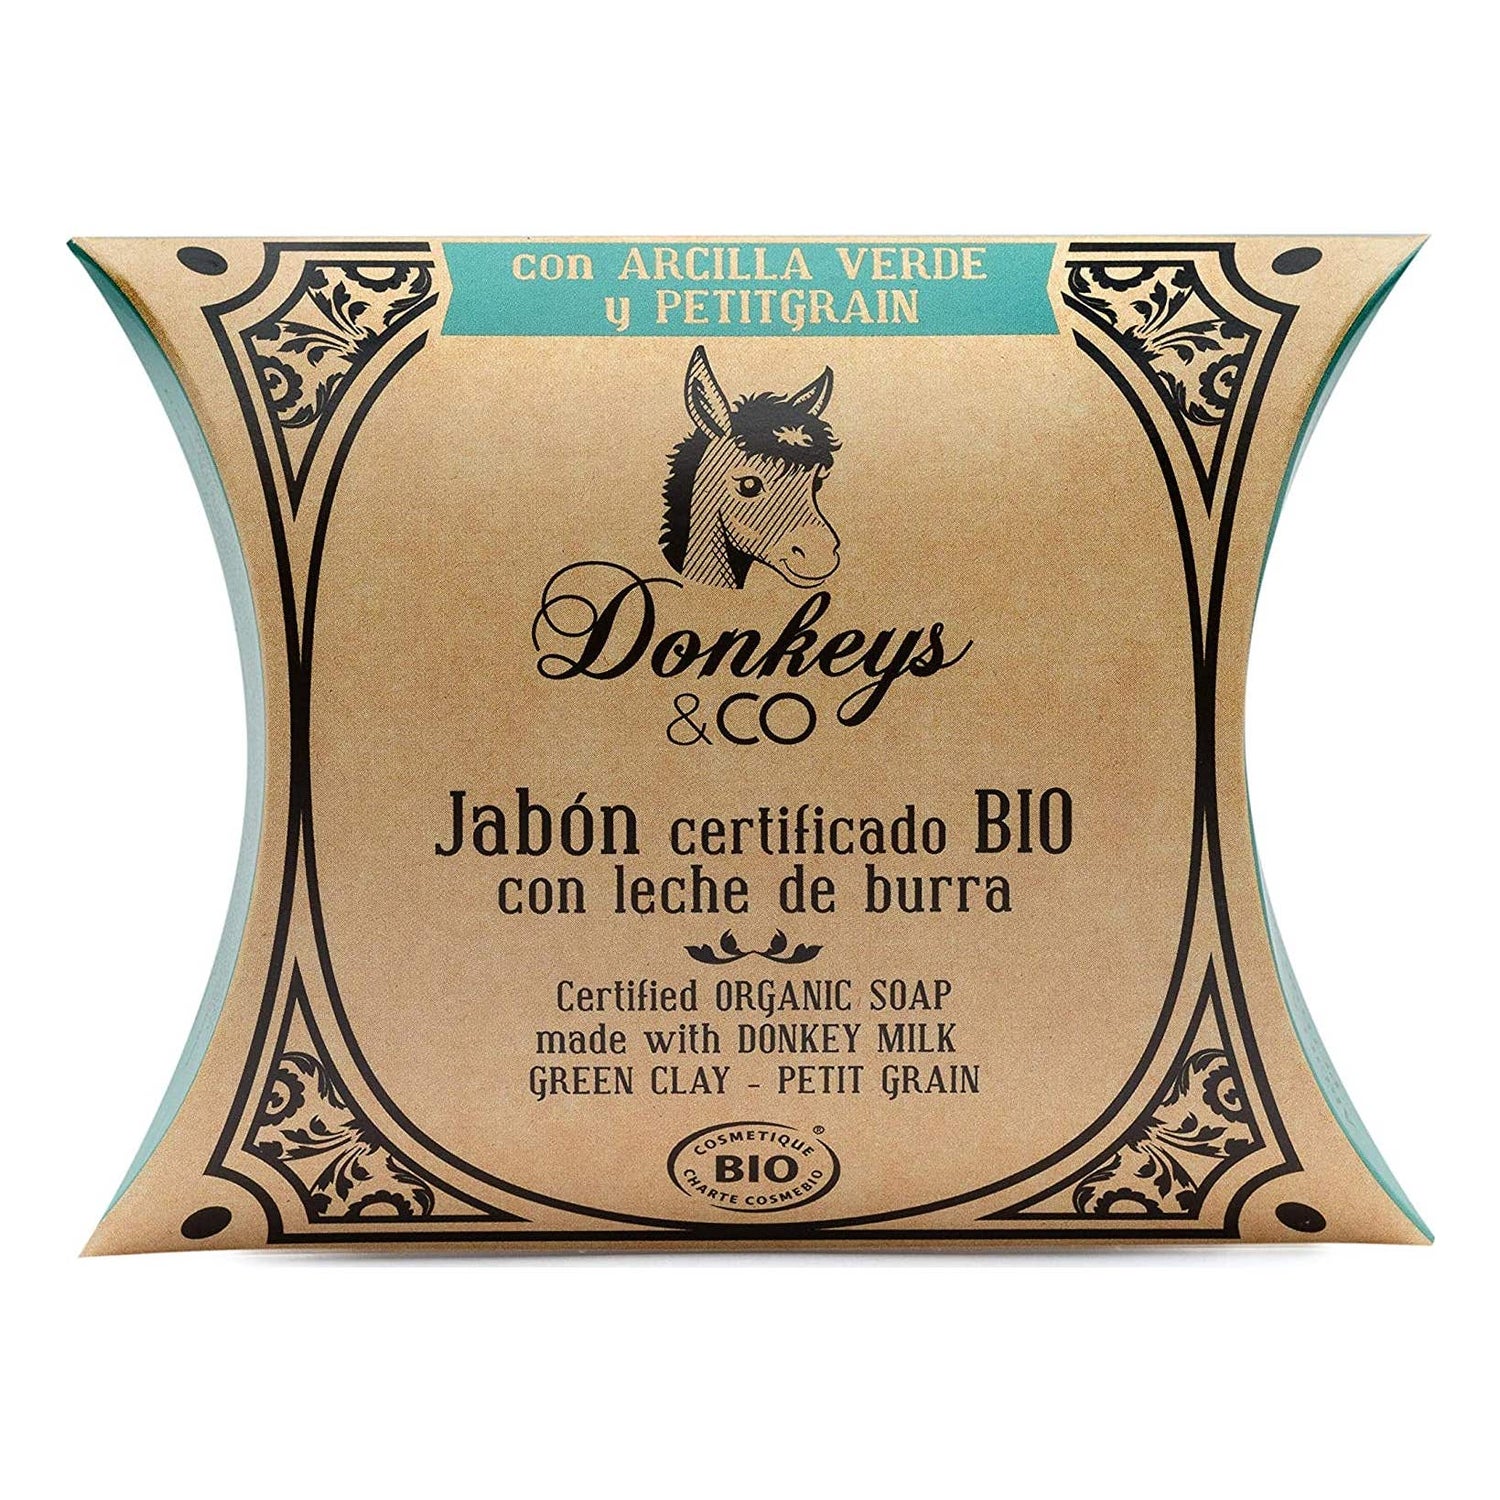 con ARCILLA VERDE
y PETITGRAIN
Donkeys
&CO
Jabón certificado BIO
con leche de burra
Certified ORGANIC SOAP
made with DONKEY MILK
GREEN CLAY - PETIT GRAIN
COSMETIQUE ®
BIO
CHARTE COSMEBIO